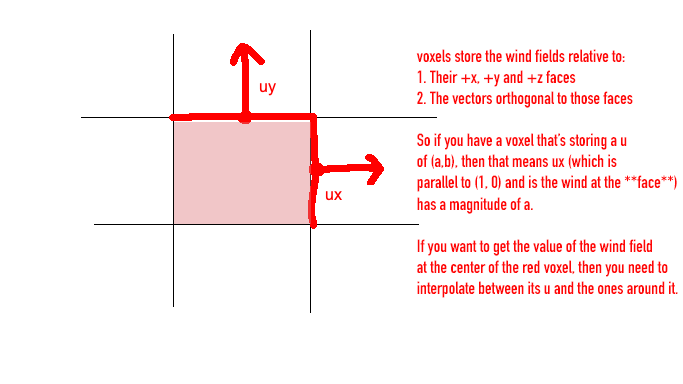 uy
ux
voxels store the wind fields relative to:
1. Their +x, +y and +z faces
2. The vectors orthogonal to those faces
So if you have a voxel that's storing a u
of (a,b), then that means ux (which is
parallel to (1, 0) and is the wind at the **face**)
has a magnitude of a.
If you want to get the value of the wind field
at the center of the red voxel, then you need to
interpolate between its u and the ones around it.